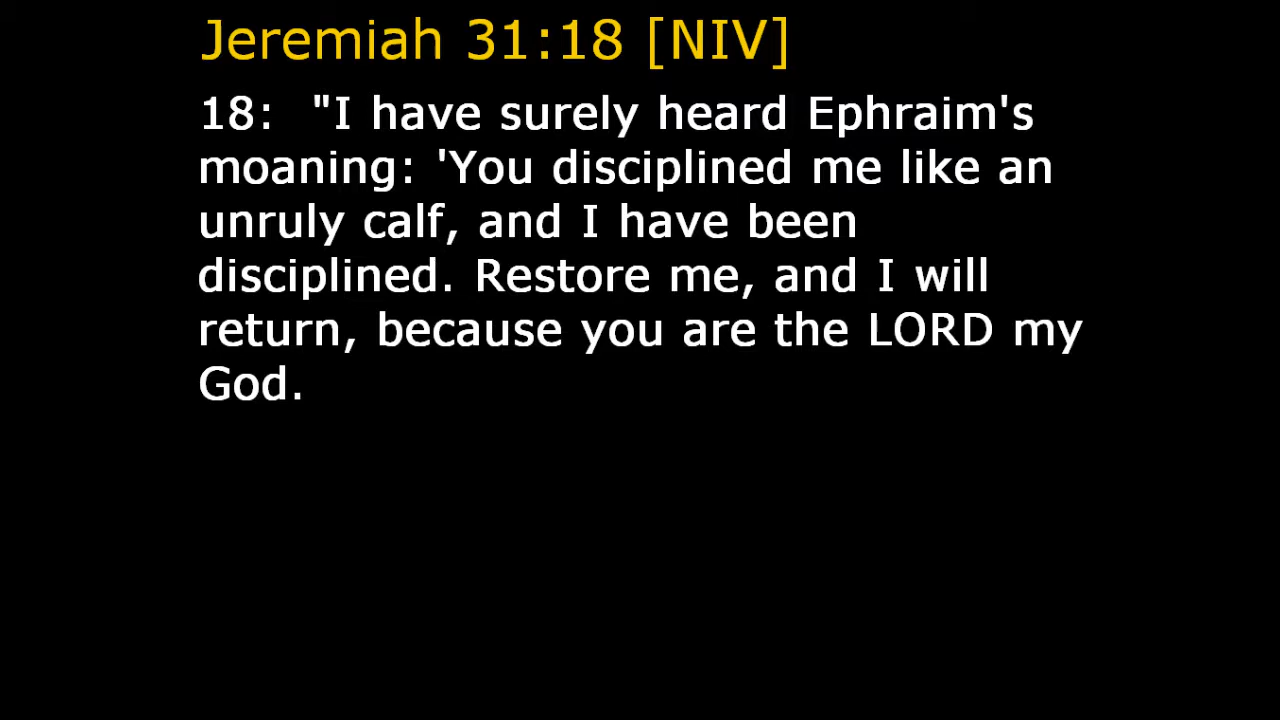 Jeremiah 31:18 [NIV]
18:  "I have surely heard Ephraim's
moaning: 'You disciplined me like an
unruly calf, and I have been
disciplined. Restore me, and I will
return, because you are the LORD my
God.